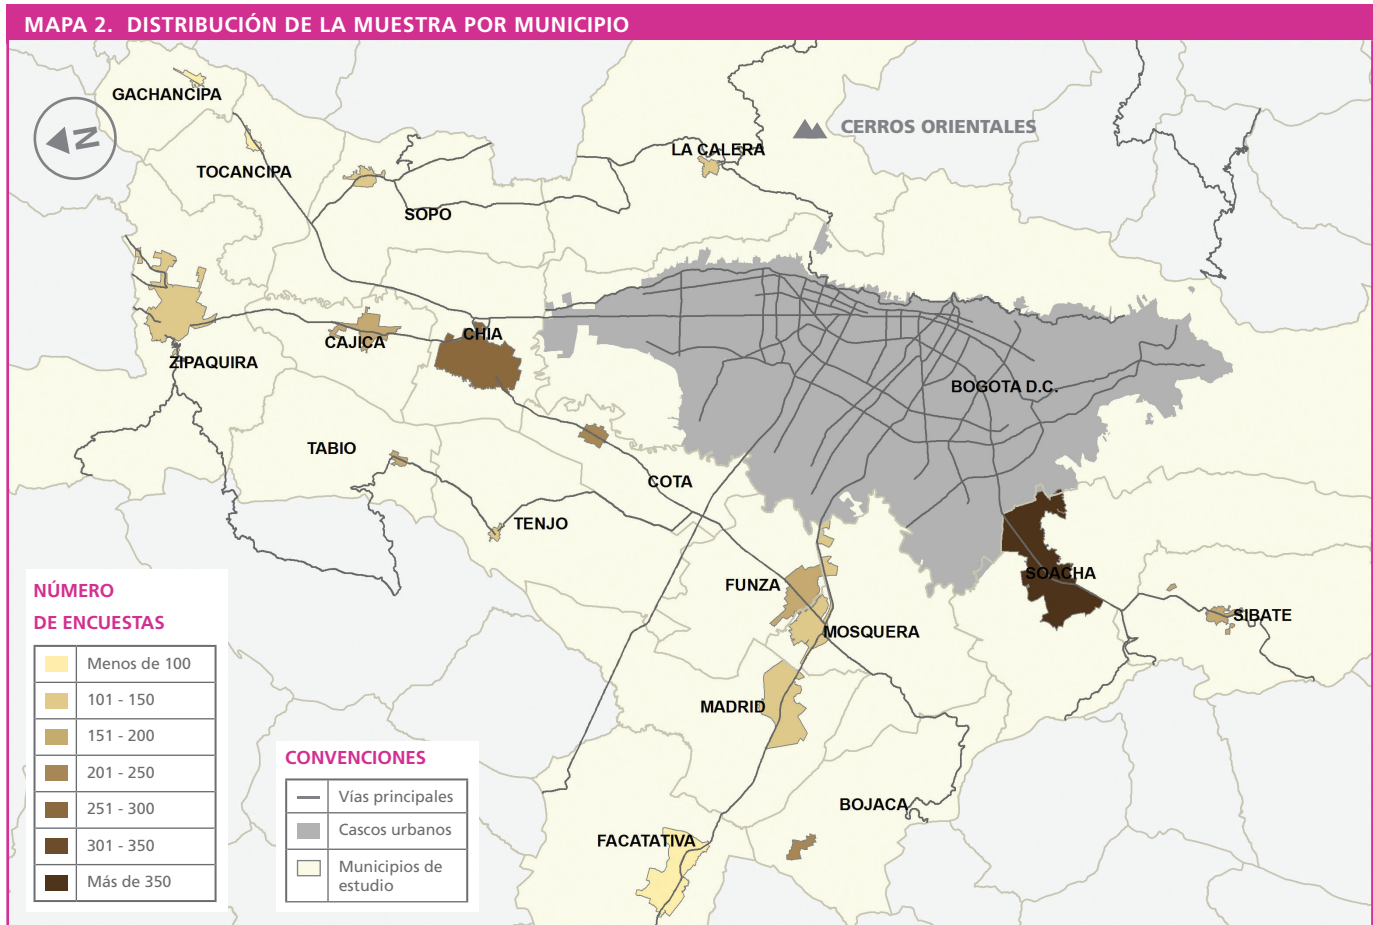 MAPA 2. DISTRIBUCIÓN DE LA MUESTRA POR MUNICIPIO
GACHANCIPA
N
CERROS ORIENTALES
LA CALERA
TOCANCIPA
SOPO
CHIA
CAJICA
ZIPAQUIRA
BOGOTA D.C.
TABIO
COTA
TENJO
SOACHA
FUNZA
SIBATE
MOSQUERA
MADRID
BOJACA
FACATATIVA
NÚMERO
DE ENCUESTAS
Menos de 100
101 - 150
151 - 200
201 - 250
251 - 300
301 - 350
Más de 350
CONVENCIONES
Vías principales
Cascos urbanos
Municipios de
estudio